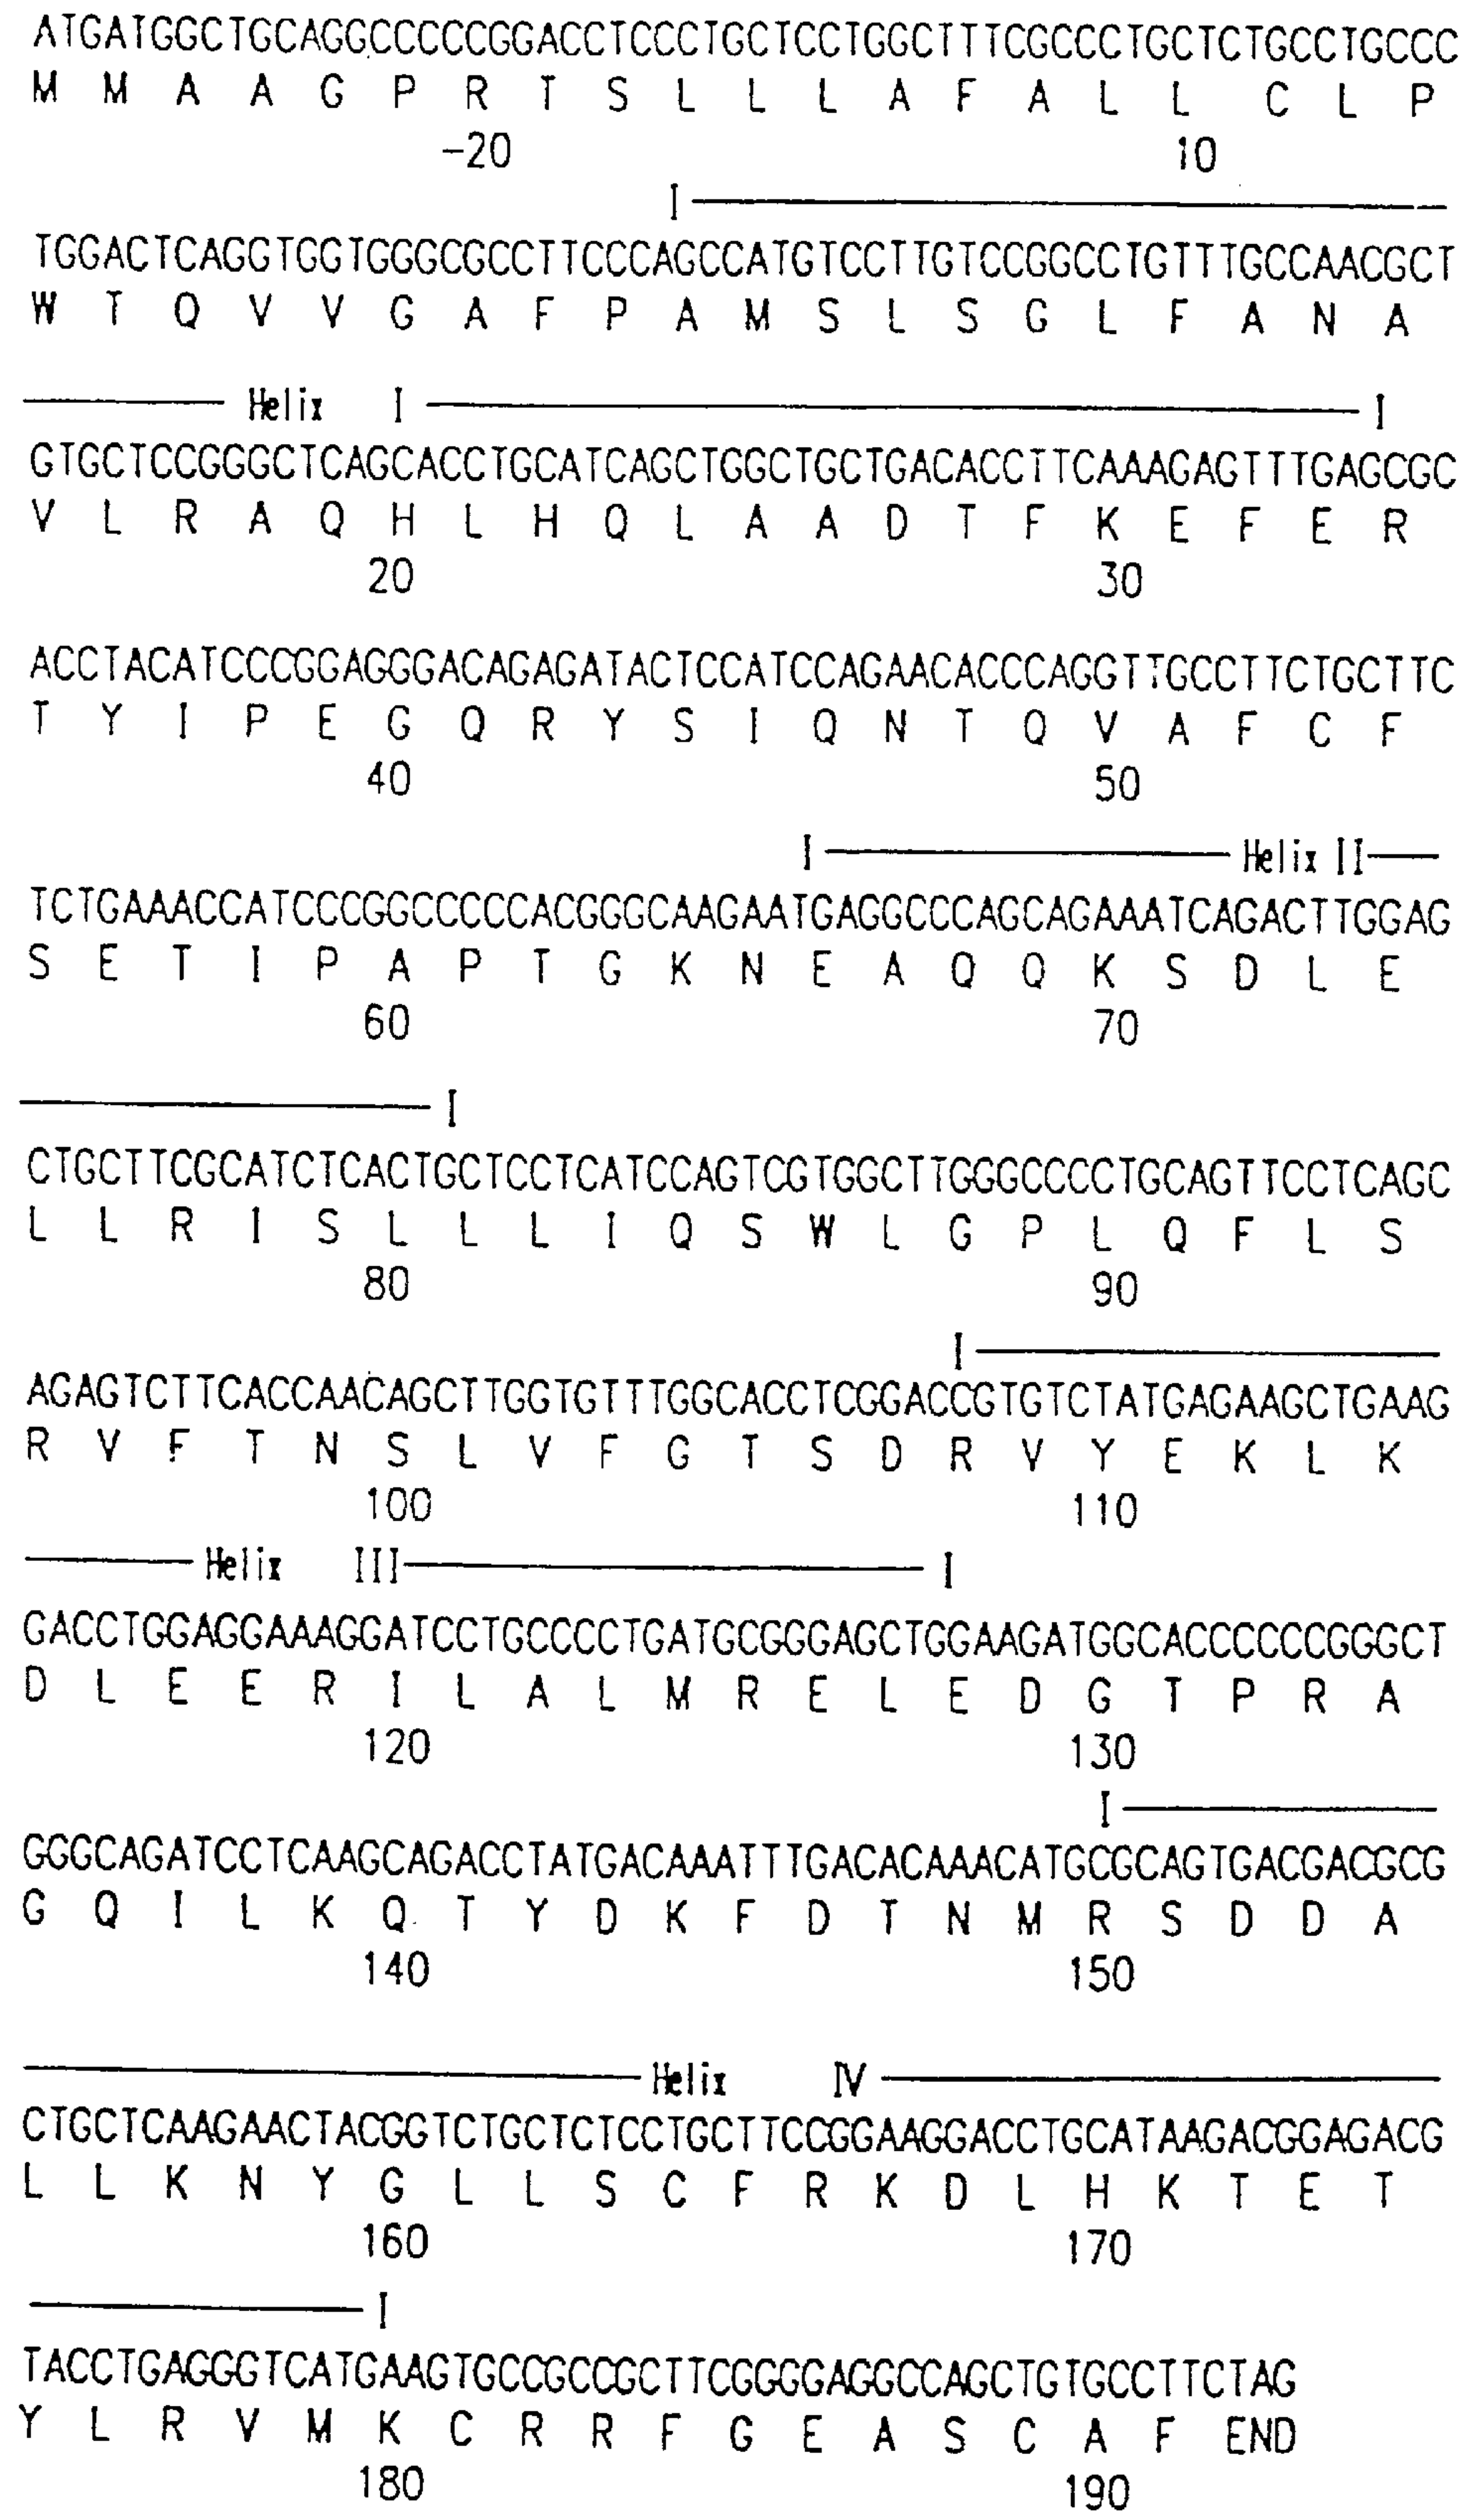 ATGATGGCTGCAGGCCCCCGGACCTCCCTGCTCCTGGCTTTCGCCCTGCTCTGCCTGCCC
M M A A G P R T S L L L A F A L L C L P
-20 10
I
TGGACTCAGGTGGTGGGCGCCTTCCCAGCCATGTCCTTGTCCGGCCTGTTTGCCAACGCT
W T Q V V G A F P A M S L S G L F A N A
Helix I I
GTGCTCCGGGCTCAGCACCTGCATCAGCTGGCTGCTGACACCTTCAAAGAGTTTGAGCGC
V L R A Q H L H Q L A A D T F K E F E R
20 30
ACCTACATCCCGGAGGGACAGAGATACTCCATCCAGAACACCCAGGTTGCCTTCTGCTTC
T Y I P E G Q R Y S I Q N T Q V A F C F
40 50
I Helix II
TCTGAAACCATCCCGGCCCCCACGGGCAAGAATGAGGCCCAGCAGAAATCAGACTTGGAG
S E T I P A P T G K N E A Q Q K S D L E
60 70
I
CTGCTTCGCATCTCACTGCTCCTCATCCAGTCGTGGCTTGGGCCCCTGCAGTTCCTCAGC
L L R I S L L L I Q S W L G P L Q F L S
80 90
I
AGAGTCTTCACCAACAGCTTGGTGTTTGGCACCTCGGACCGTGTCTATGAGAAGCTGAAG
R V F T N S L V F G T S D R V Y E K L K
100 110
Helix III I
GACCTGGAGGAAAGGATCCTGCCCCTGATGCGGGAGCTGGAAGATGGCACCCCCCGGGCT
D L E E R I L A L M R E L E D G T P R A
120 130
I
GGGCAGATCCTCAAGCAGACCTATGACAAATTTGACACAAACATGCGCAGTGACGACGCG
G Q I L K Q T Y D K F D T N M R S D D A
140 150
Helix IV
CTGCTCAAGAACTACGGTCTGCTCTCCTGCTTCCGGAAGGACCTGCATAAGACGGAGACG
L L K N Y G L L S C F R K D L H K T E T
160 170
I
TACCTGAGGGTCATGAAGTGCCGCCGCTTCGGGGAGGCCAGCTGTGCCTTCTAG
Y L R V M K C R R F G E A S C A F END
180 190